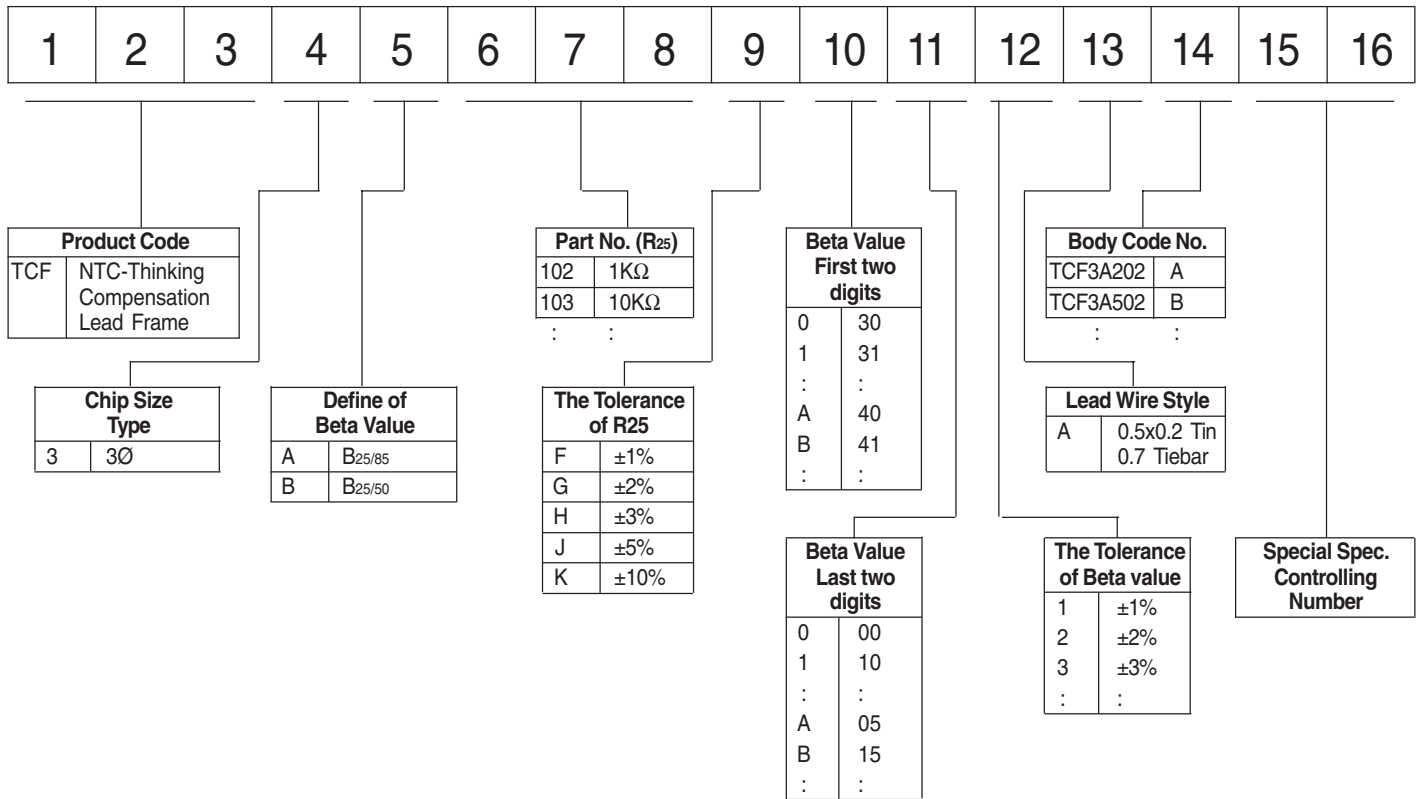 1 2 3 4 5 6 7 8 9 10 11 12 13 14 15 16
Product Code
TCF NTC-Thinking
Compensation
Lead Frame
Chip Size
Type
3 3Ø
Define of
Beta Value
A B25/85
B B25/50
Part No. (R25)
102 1KΩ
103 10KΩ
: :
The Tolerance
of R25
F ±1%
G ±2%
H ±3%
J ±5%
K ±10%
Beta Value
First two
digits
0 30
1 31
: :
A 40
B 41
: :
Beta Value
Last two
digits
0 00
1 10
: :
A 05
B 15
: :
Body Code No.
TCF3A202 A
TCF3A502 B
: :
Lead Wire Style
A 0.5x0.2 Tin
0.7 Tiebar
The Tolerance
of Beta value
1 ±1%
2 ±2%
3 ±3%
: :
Special Spec.
Controlling
Number